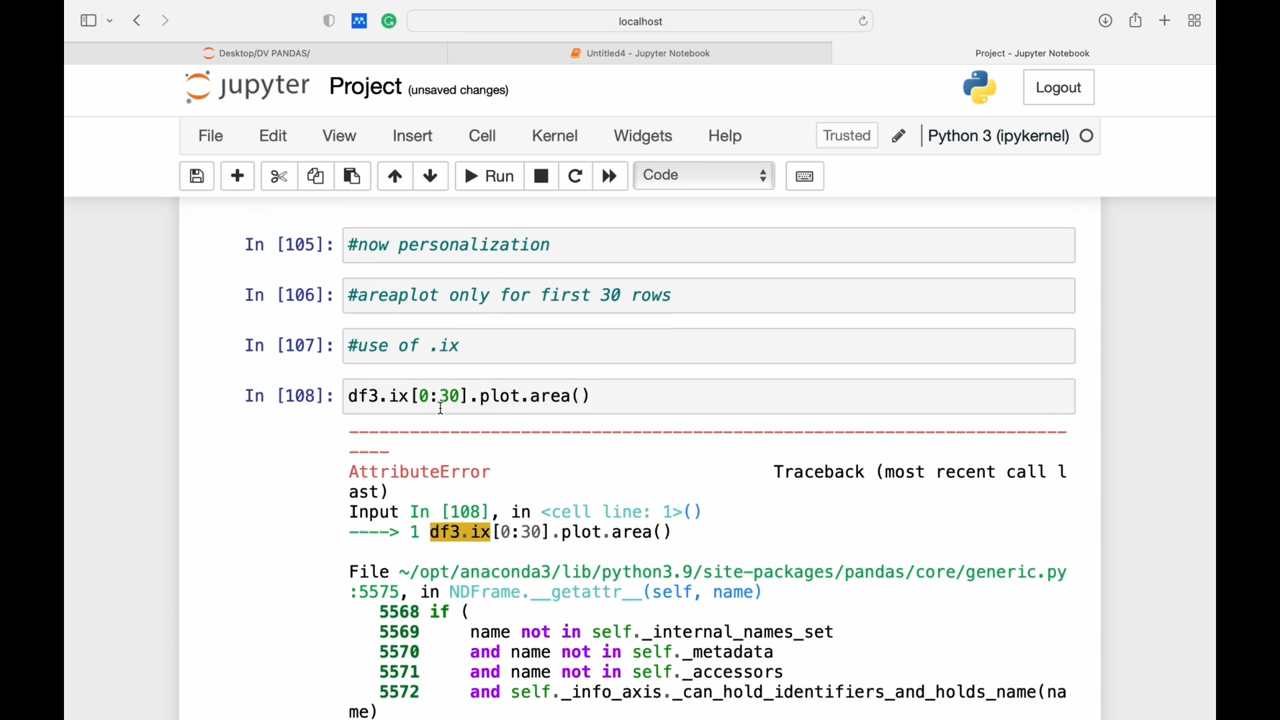 localhost
Desktop/DV PANDAS/
Untitled4 - Jupyter Notebook
Project - Jupyter Notebook
jupyter Project (unsaved changes)
Logout
File Edit View Insert Cell Kernel Widgets Help Trusted Python 3 (ipykernel)
Run Code
In [105]: #now personalization
In [106]: #areaplot only for first 30 rows
In [107]: #use of .ix
In [108]: df3.ix[0:30].plot.area()
---------------------------------------------------------------------------
AttributeError Traceback (most recent call l
ast)
Input In [108], in <cell line: 1>()
----> 1 df3.ix[0:30].plot.area()
File ~/opt/anaconda3/lib/python3.9/site-packages/pandas/core/generic.py
:5575, in NDFrame.__getattr__(self, name)
5568 if (
5569 name not in self._internal_names_set
5570 and name not in self._metadata
5571 and name not in self._accessors
5572 and self._info_axis._can_hold_identifiers_and_holds_name(na
me)